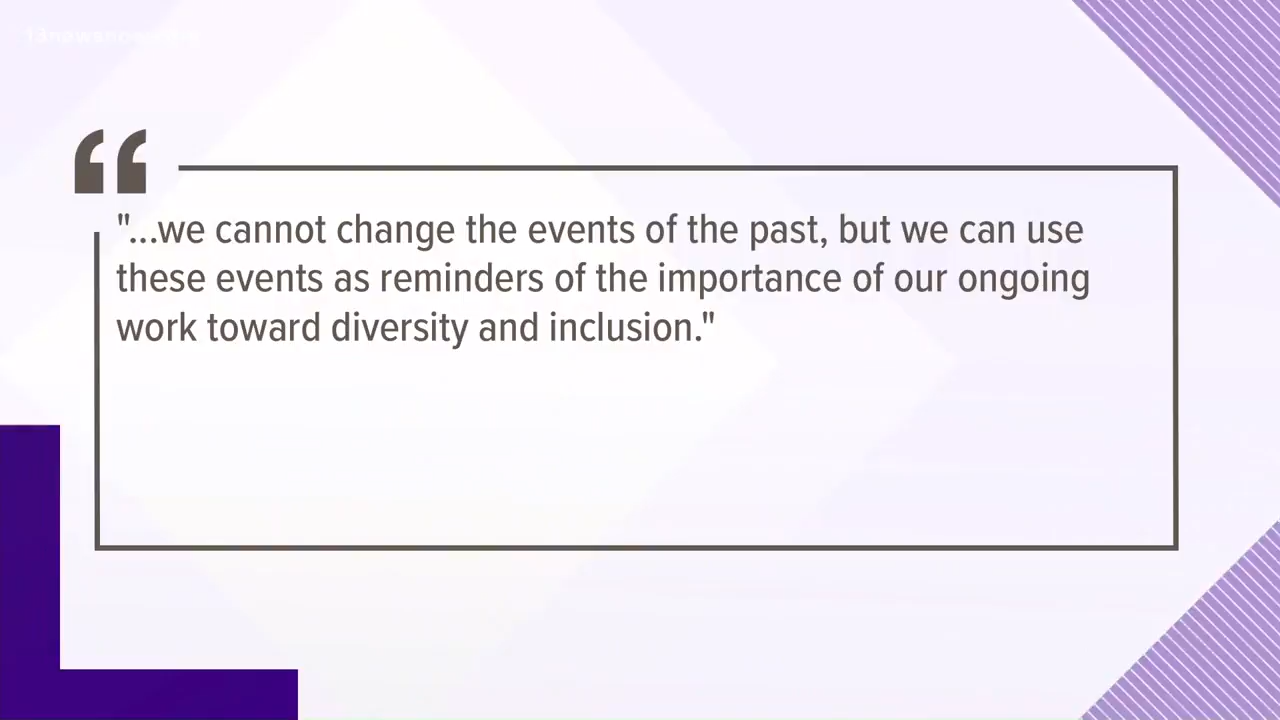 "...we cannot change the events of the past, but we can use
these events as reminders of the importance of our ongoing
work toward diversity and inclusion."